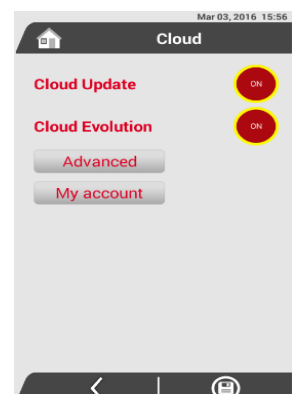 Mar 03, 2016 15:56
Cloud
Cloud Update ON
Cloud Evolution ON
Advanced
My account